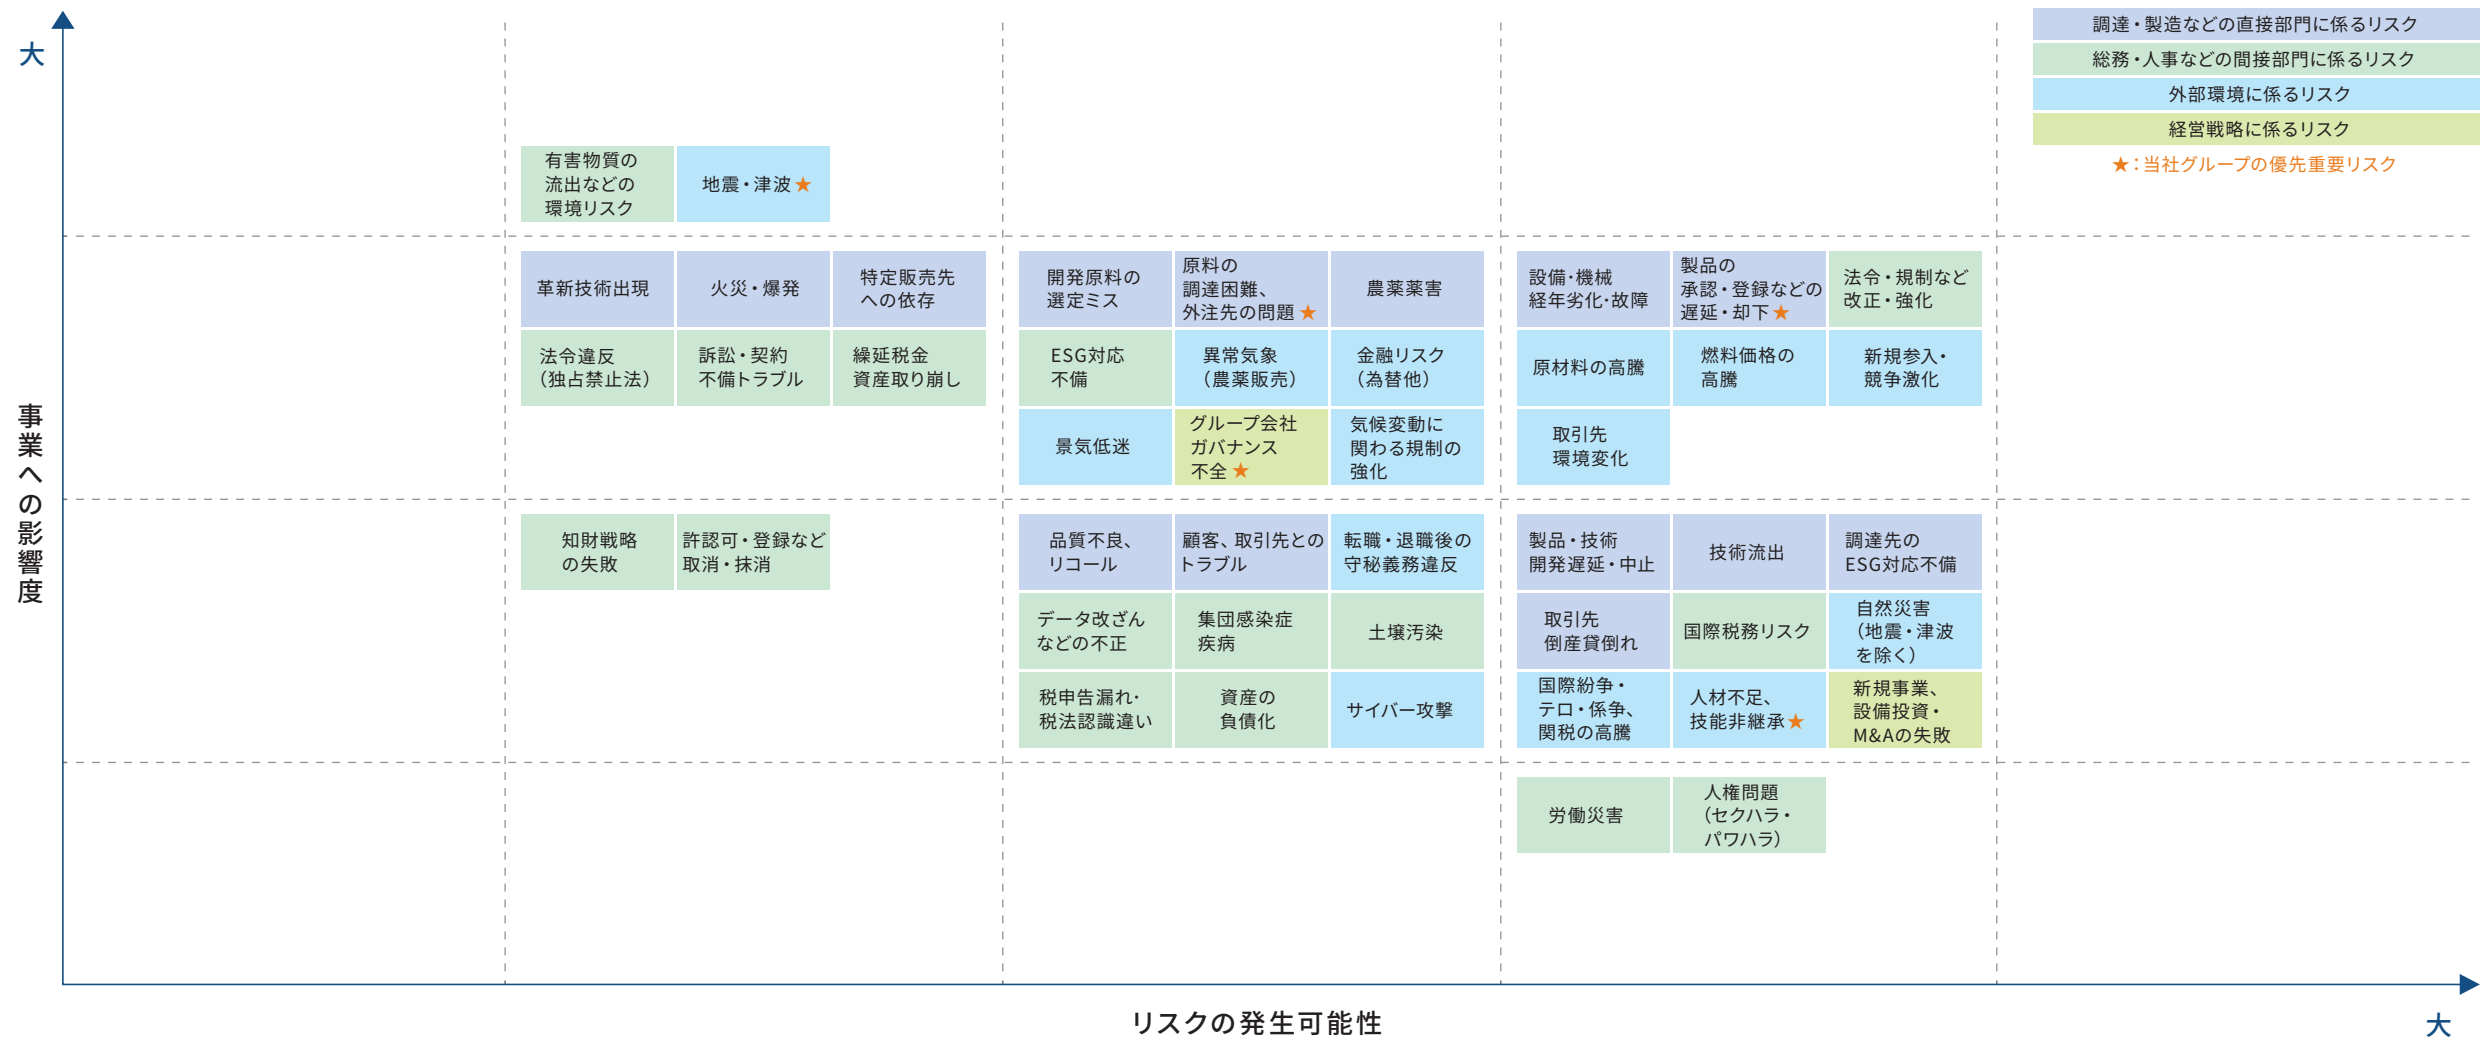 大
調達・製造などの直接部門に係るリスク
総務・人事などの間接部門に係るリスク
外部環境に係るリスク
経営戦略に係るリスク
★：当社グループの優先重要リスク
有害物質の
流出などの
環境リスク
地震・津波★
革新技術出現
火災・爆発
特定販売先
への依存
法令違反
（独占禁止法）
訴訟・契約
不備トラブル
繰延税金
資産取り崩し
開発原料の
選定ミス
原料の
調達困難、
外注先の問題★
農薬薬害
ESG対応
不備
異常気象
（農薬販売）
金融リスク
（為替他）
景気低迷
グループ会社
ガバナンス
不全★
気候変動に
関わる規制の
強化
設備・機械
経年劣化・故障
製品の
承認・登録などの
遅延・却下★
法令・規制など
改正・強化
原材料の高騰
燃料価格の
高騰
新規参入・
競争激化
取引先
環境変化
事業への影響度
知財戦略
の失敗
許認可・登録など
取消・抹消
品質不良、
リコール
顧客、取引先との
トラブル
転職・退職後の
守秘義務違反
データ改ざん
などの不正
集団感染症
疾病
土壌汚染
税申告漏れ・
税法認識違い
資産の
負債化
サイバー攻撃
製品・技術
開発遅延・中止
技術流出
調達先の
ESG対応不備
取引先
倒産貸倒れ
国際税務リスク
自然災害
（地震・津波
を除く）
国際紛争・
テロ・係争、
関税の高騰
人材不足、
技能非継承★
新規事業、
設備投資・
M&Aの失敗
労働災害
人権問題
（セクハラ・
パワハラ）
リスクの発生可能性
大